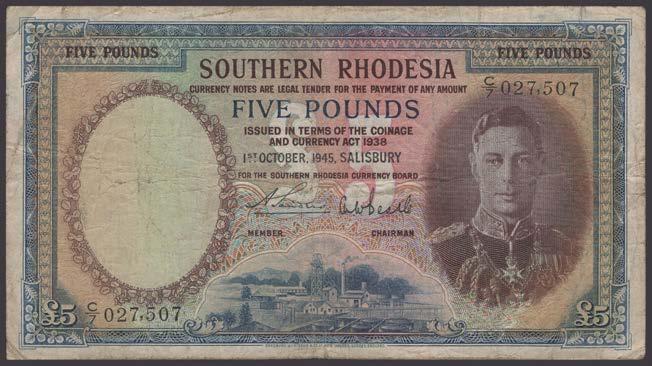 FIVE POUNDS FIVE POUNDS
SOUTHERN RHODESIA
C/7 027,507
CURRENCY NOTES ARE LEGAL TENDER FOR THE PAYMENT OF ANY AMOUNT
FIVE POUNDS
ISSUED IN TERMS OF THE COINAGE
AND CURRENCY ACT 1938
1ST OCTOBER, 1945, SALISBURY
FOR THE SOUTHERN RHODESIA CURRENCY BOARD
MEMBER CHAIRMAN
£5 C/7 027,507 £5